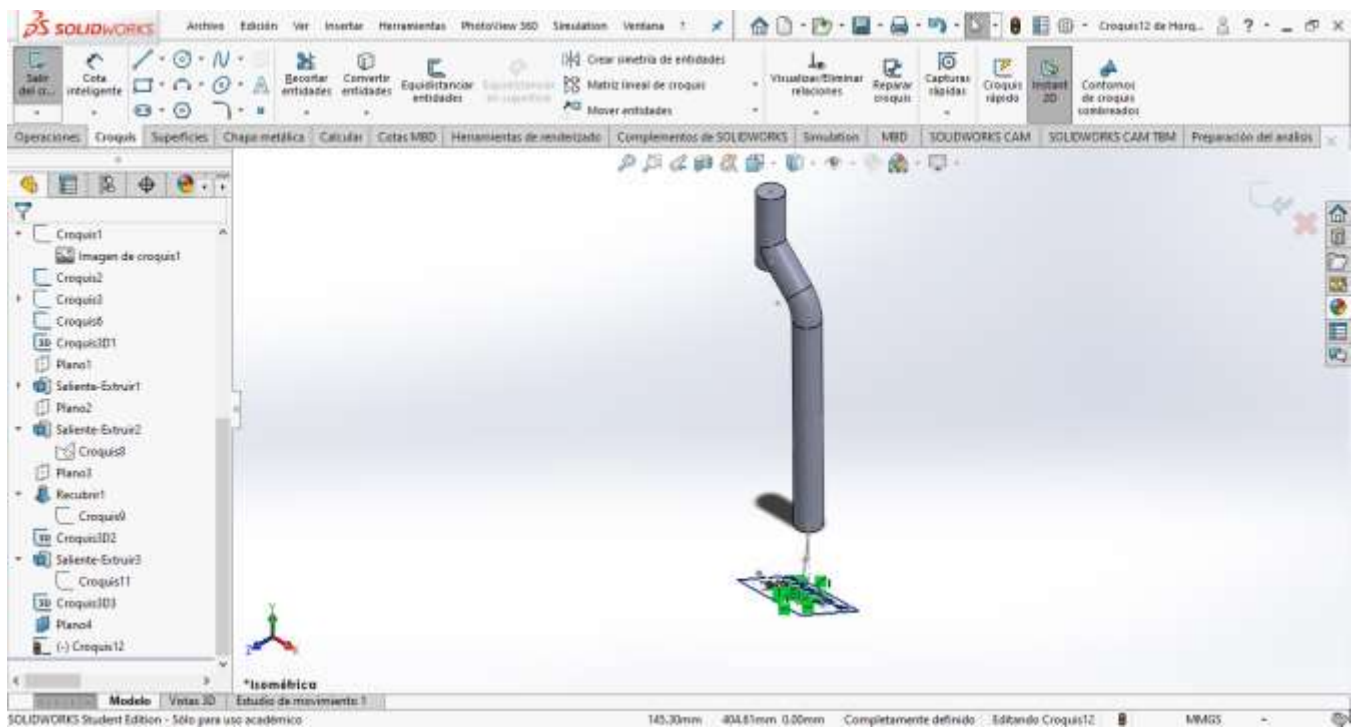 SOLIDWORKS
Archivo Edición Ver Insertar Herramientas PhotoView 360 Simulation Ventana ?
Croquis12 de Horq...
Salir del cr...
Cota inteligente
Recortar entidades
Convertir entidades
Equidistanciar entidades
Crear simetría de entidades
Matriz lineal de croquis
Mover entidades
Visualizar/Eliminar relaciones
Reparar croquis
Capturas rápidas
Croquis rápido
Instant 2D
Contornos de croquis combinados
Operaciones Croquis Superficies Chapa metálica Calcular Cotas MBD Herramientas de renderizado Complementos de SOLIDWORKS Simulation MBD SOLIDWORKS CAM SOLIDWORKS CAM TBM Preparación del análisis
Croquis1
Imagen de croquis1
Croquis2
Croquis3
Croquis6
3D Croquis3D1
Plano1
Saliente-Extruir1
Plano2
Saliente-Extruir2
Croquis8
Plano3
Recubrir1
Croquis9
3D Croquis3D2
Saliente-Extruir3
Croquis11
3D Croquis3D3
Plano4
(-) Croquis12
Y
*Isométrica
Modelo Vistas 3D Estudio de movimiento 1
SOLIDWORKS Student Edition - Sólo para uso académico
145.30mm 404.61mm 0.00mm Completamente definido Editando Croquis12 MMGS